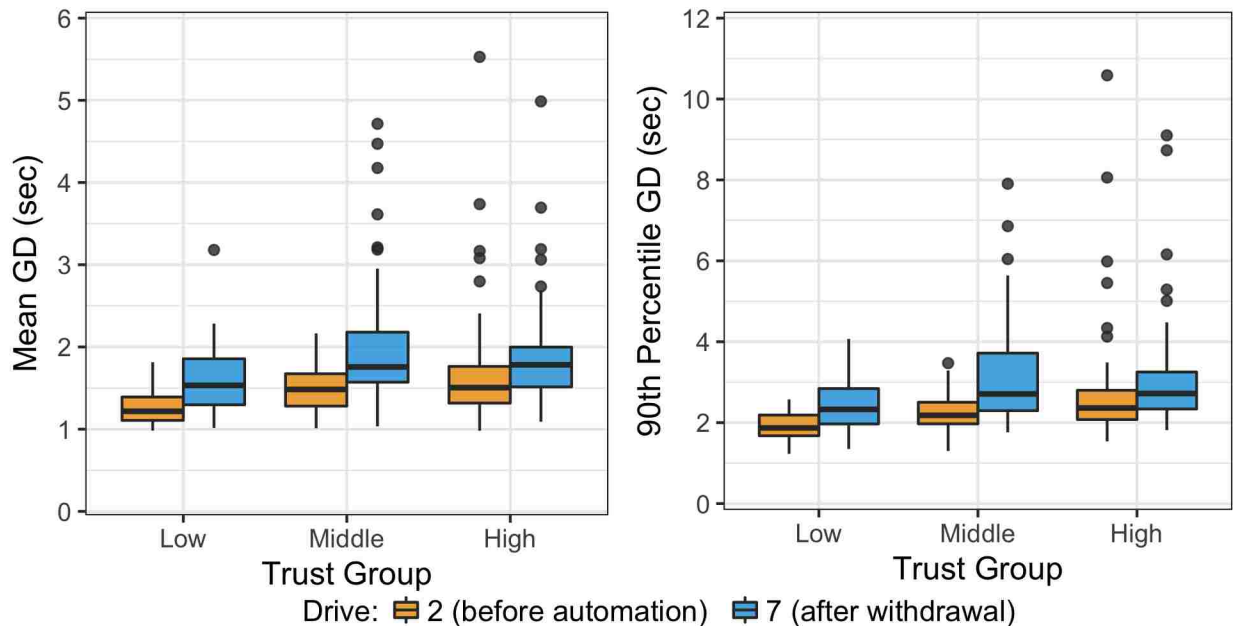 6
5
4
3
2
1
0
Mean GD (sec)
Low Middle High
Trust Group
12
10
8
6
4
2
0
90th Percentile GD (sec)
Low Middle High
Trust Group
Drive: 2 (before automation) 7 (after withdrawal)